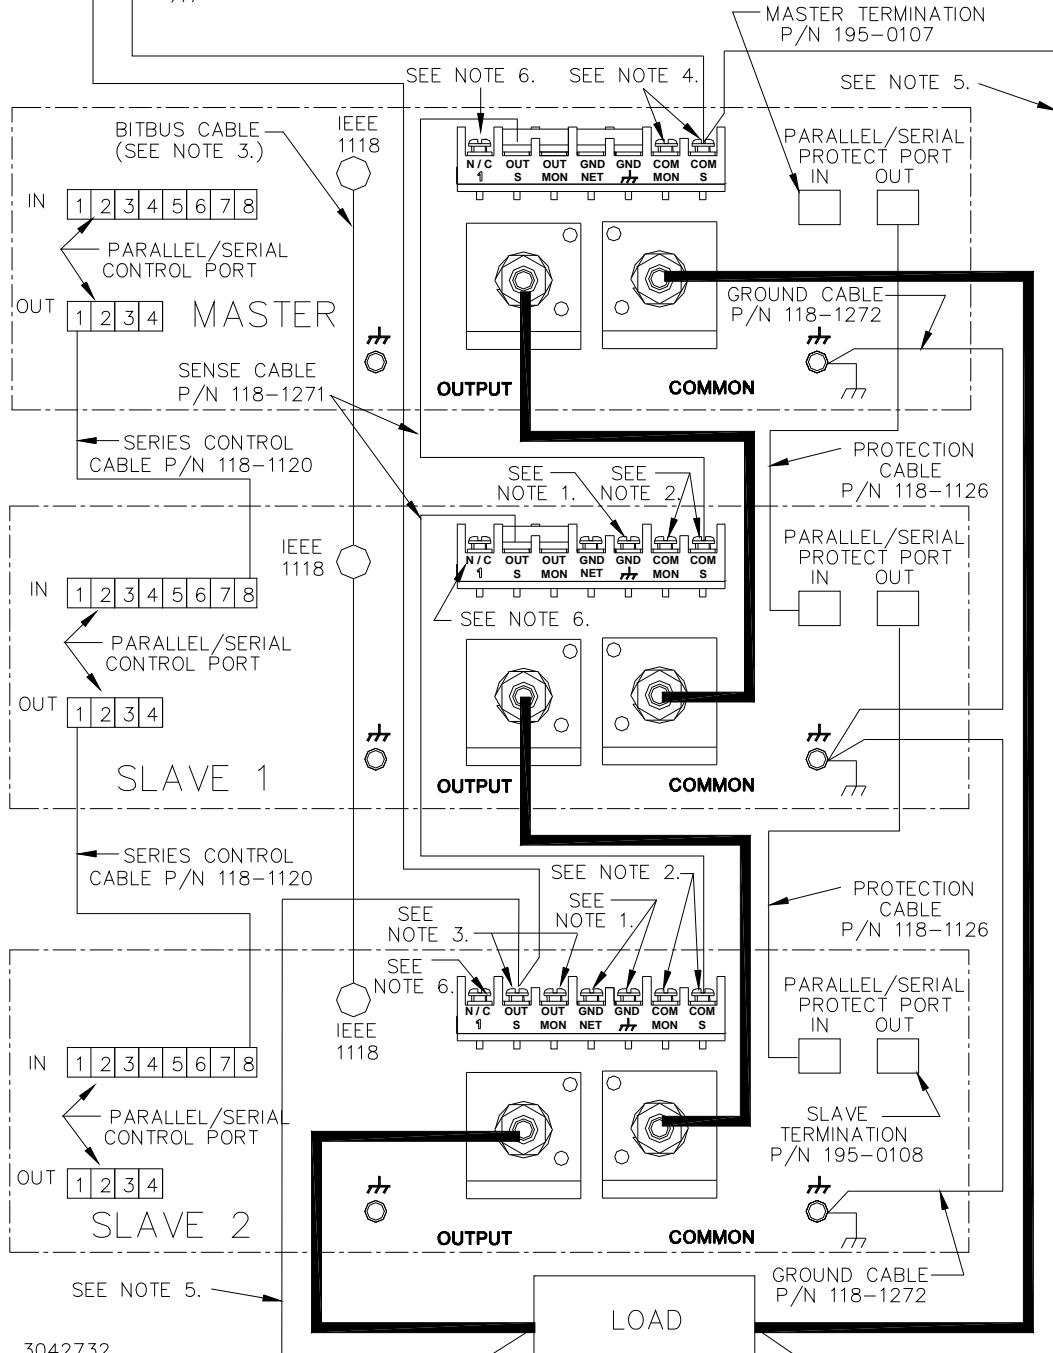 MASTER TERMINATION
P/N 195-0107
SEE NOTE 6.
SEE NOTE 4.
SEE NOTE 5.
BITBUS CABLE
(SEE NOTE 3.)
IEEE
1118
N / C
1
OUT
S
OUT
MON
GND
NET
GND
COM
MON
COM
S
PARALLEL/SERIAL
PROTECT PORT
IN
OUT
IN
1 2 3 4 5 6 7 8
PARALLEL/SERIAL
CONTROL PORT
OUT
1 2 3 4
MASTER
GROUND CABLE
P/N 118-1272
SENSE CABLE
P/N 118-1271
OUTPUT
COMMON
SERIES CONTROL
CABLE P/N 118-1120
SEE
NOTE 1.
SEE
NOTE 2.
PROTECTION
CABLE
P/N 118-1126
IEEE
1118
N / C
1
OUT
S
OUT
MON
GND
NET
GND
COM
MON
COM
S
PARALLEL/SERIAL
PROTECT PORT
IN
OUT
IN
1 2 3 4 5 6 7 8
SEE NOTE 6.
PARALLEL/SERIAL
CONTROL PORT
OUT
1 2 3 4
SLAVE 1
OUTPUT
COMMON
SERIES CONTROL
CABLE P/N 118-1120
SEE NOTE 2.
SEE
NOTE 1.
SEE
NOTE 3.
PROTECTION
CABLE
P/N 118-1126
SEE
NOTE 6.
N / C
1
OUT
S
OUT
MON
GND
NET
GND
COM
MON
COM
S
PARALLEL/SERIAL
PROTECT PORT
IN
OUT
IEEE
1118
IN
1 2 3 4 5 6 7 8
PARALLEL/SERIAL
CONTROL PORT
OUT
1 2 3 4
SLAVE
TERMINATION
P/N 195-0108
SLAVE 2
OUTPUT
COMMON
SEE NOTE 5.
GROUND CABLE
P/N 118-1272
LOAD
3042732